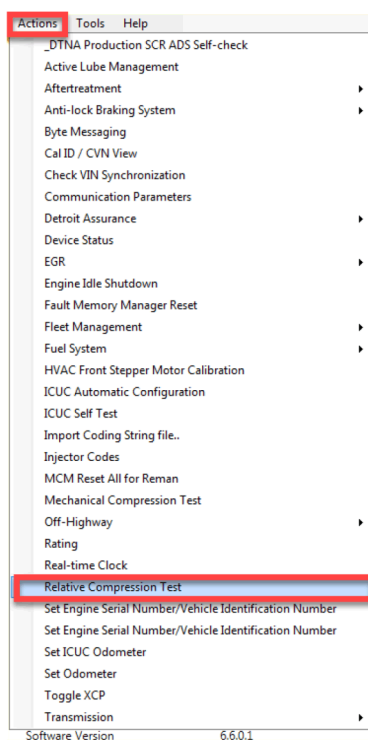 Actions Tools Help
_DTNA Production SCR ADS Self-check
Active Lube Management
Aftertreatment
Anti-lock Braking System
Byte Messaging
Cal ID / CVN View
Check VIN Synchronization
Communication Parameters
Detroit Assurance
Device Status
EGR
Engine Idle Shutdown
Fault Memory Manager Reset
Fleet Management
Fuel System
HVAC Front Stepper Motor Calibration
ICUC Automatic Configuration
ICUC Self Test
Import Coding String file..
Injector Codes
MCM Reset All for Reman
Mechanical Compression Test
Off-Highway
Rating
Real-time Clock
Relative Compression Test
Set Engine Serial Number/Vehicle Identification Number
Set Engine Serial Number/Vehicle Identification Number
Set ICUC Odometer
Set Odometer
Toggle XCP
Transmission
Software Version 6.6.0.1